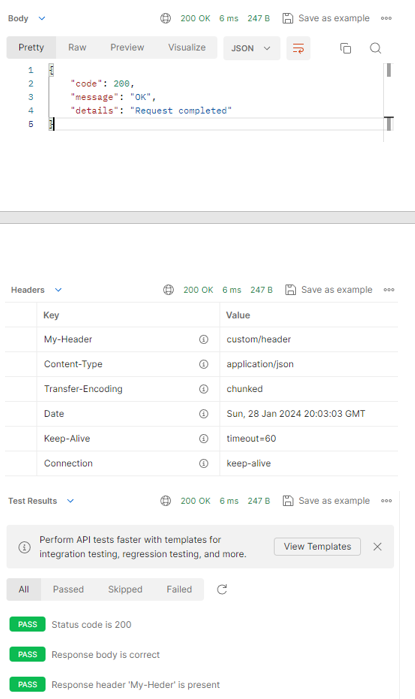 Body 200 OK 6 ms 247 B Save as example
Pretty Raw Preview Visualize JSON
1 {
2 "code": 200,
3 "message": "OK",
4 "details": "Request completed"
5 }
Headers 200 OK 6 ms 247 B Save as example
Key Value
My-Header custom/header
Content-Type application/json
Transfer-Encoding chunked
Date Sun, 28 Jan 2024 20:03:03 GMT
Keep-Alive timeout=60
Connection keep-alive
Test Results 200 OK 6 ms 247 B Save as example
Perform API tests faster with templates for
integration testing, regression testing, and more.
View Templates
All Passed Skipped Failed
PASS Status code is 200
PASS Response body is correct
PASS Response header 'My-Heder' is present